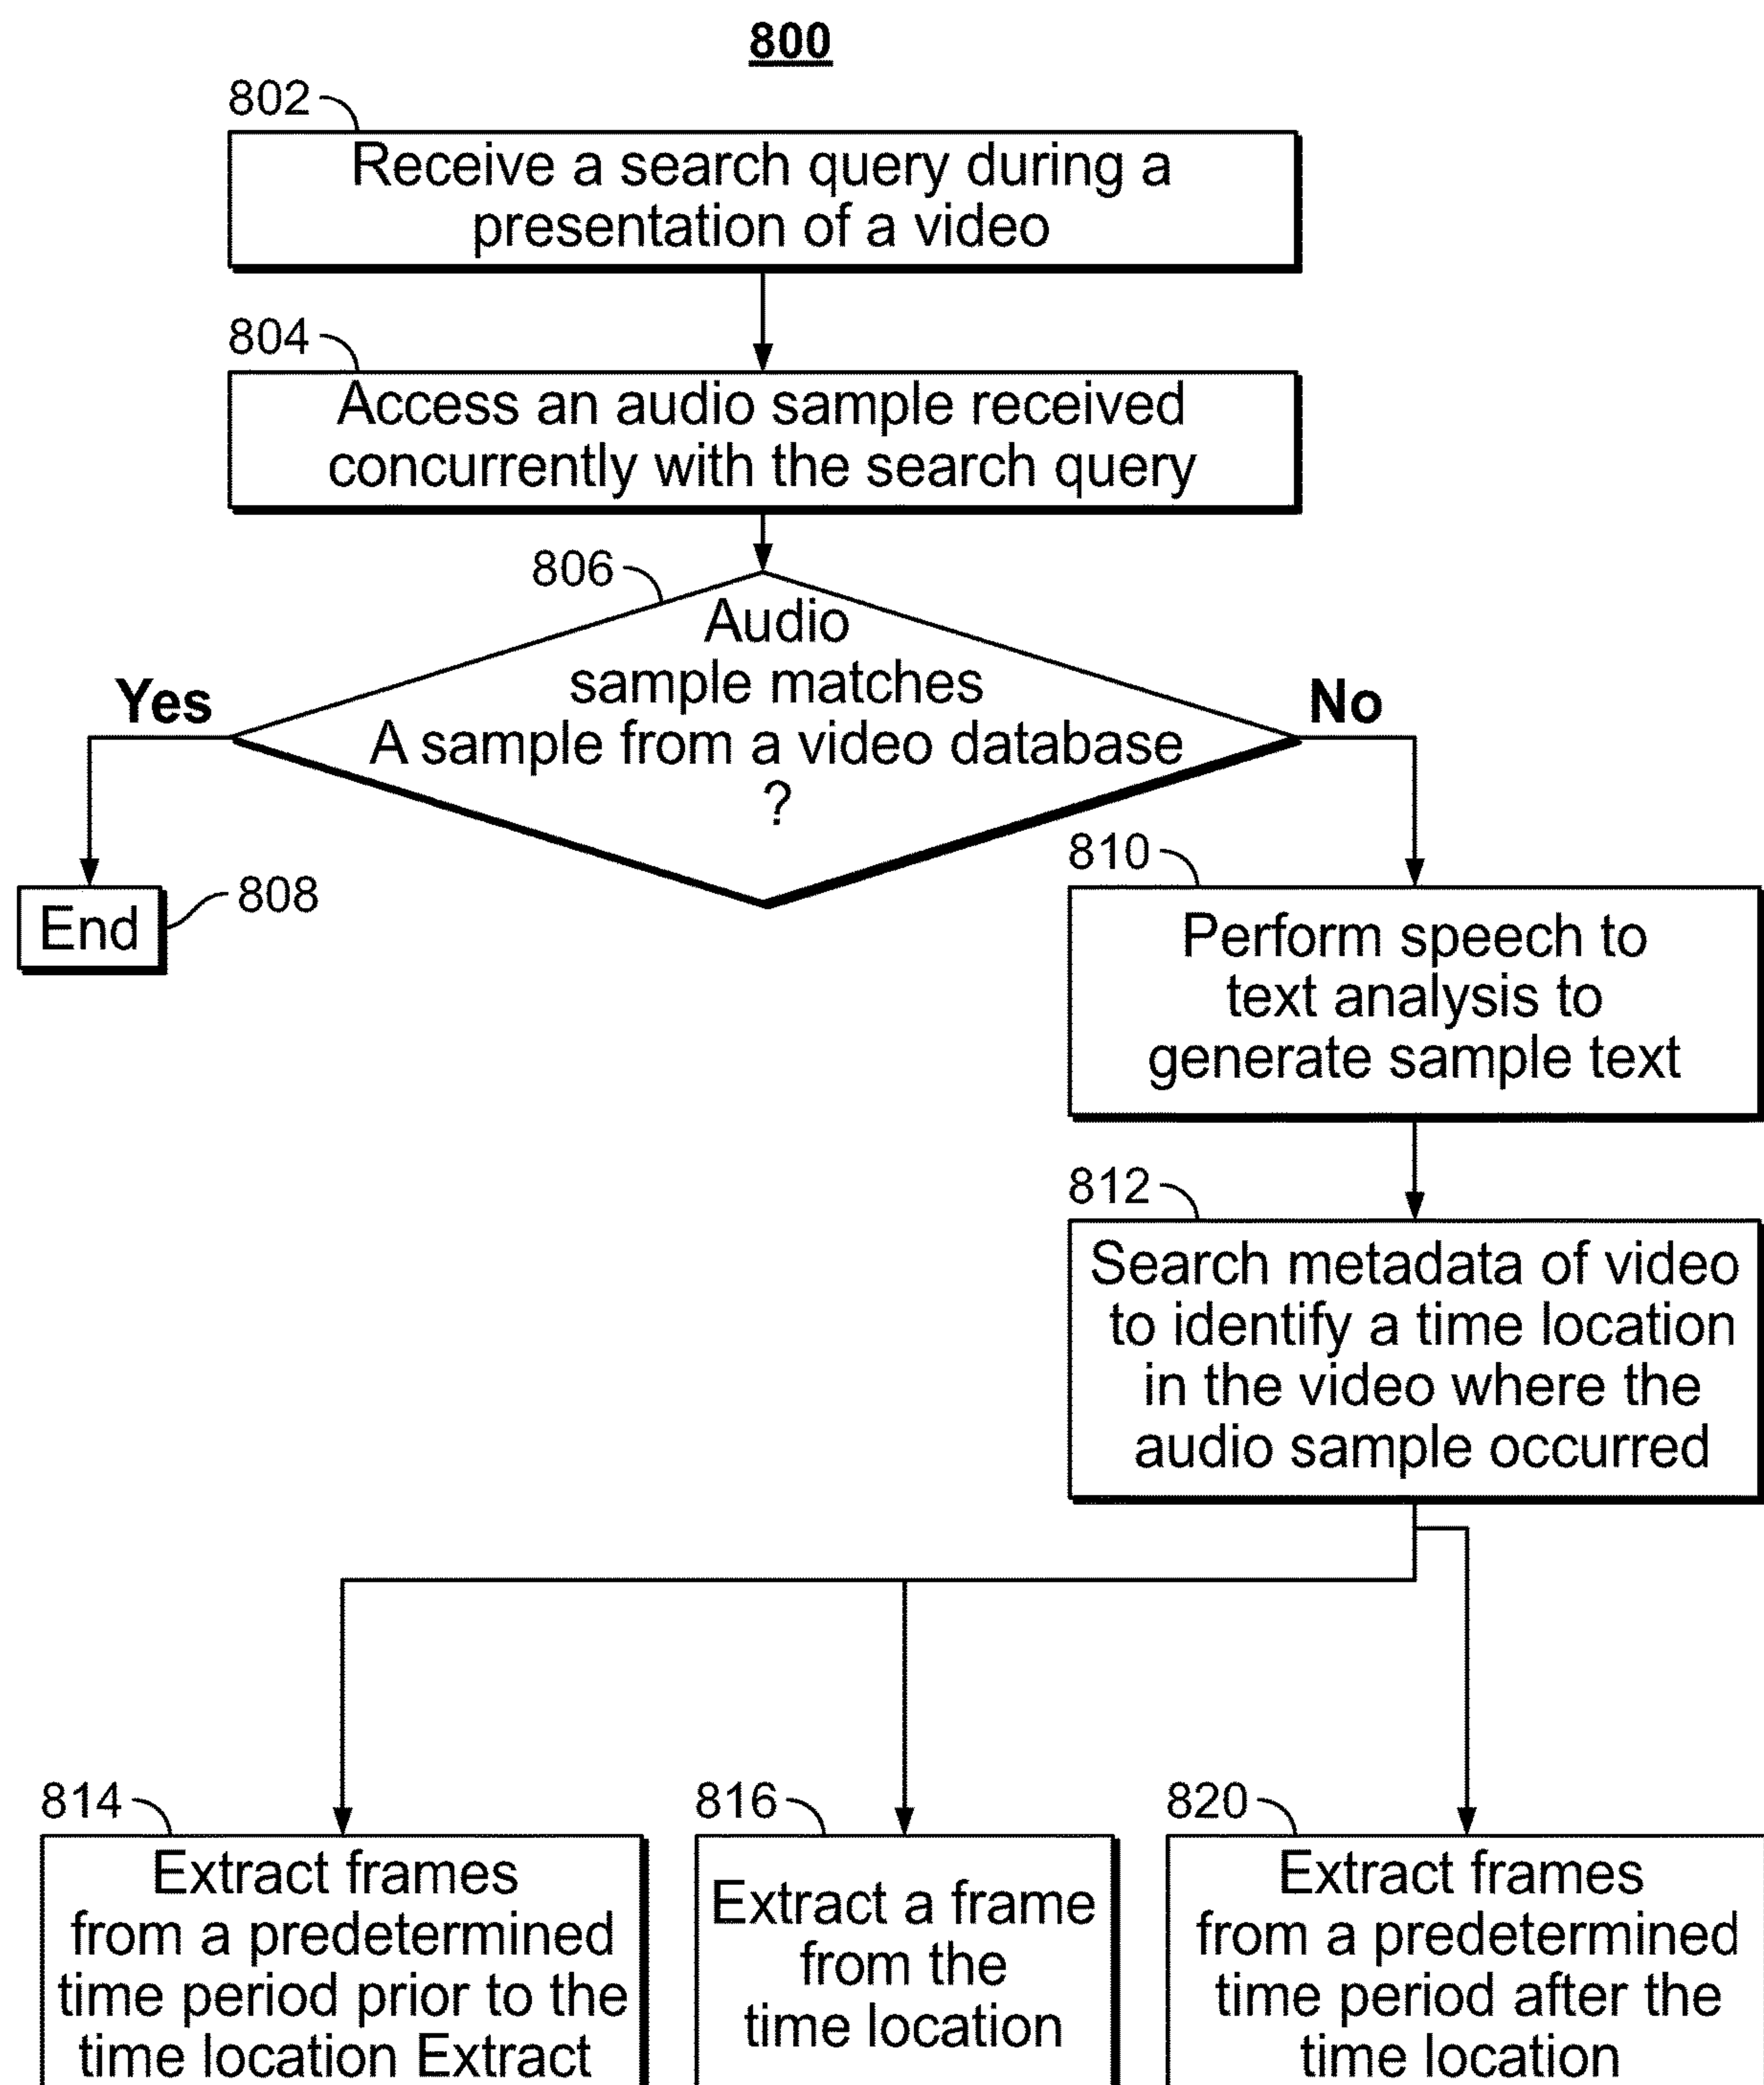 800
802
Receive a search query during a
presentation of a video
804
Access an audio sample received
concurrently with the search query
806
Audio
sample matches
A sample from a video database
?
Yes
No
808
End
810
Perform speech to
text analysis to
generate sample text
812
Search metadata of video
to identify a time location
in the video where the
audio sample occurred
814
Extract frames
from a predetermined
time period prior to the
time location Extract
816
Extract a frame
from the
time location
820
Extract frames
from a predetermined
time period after the
time location